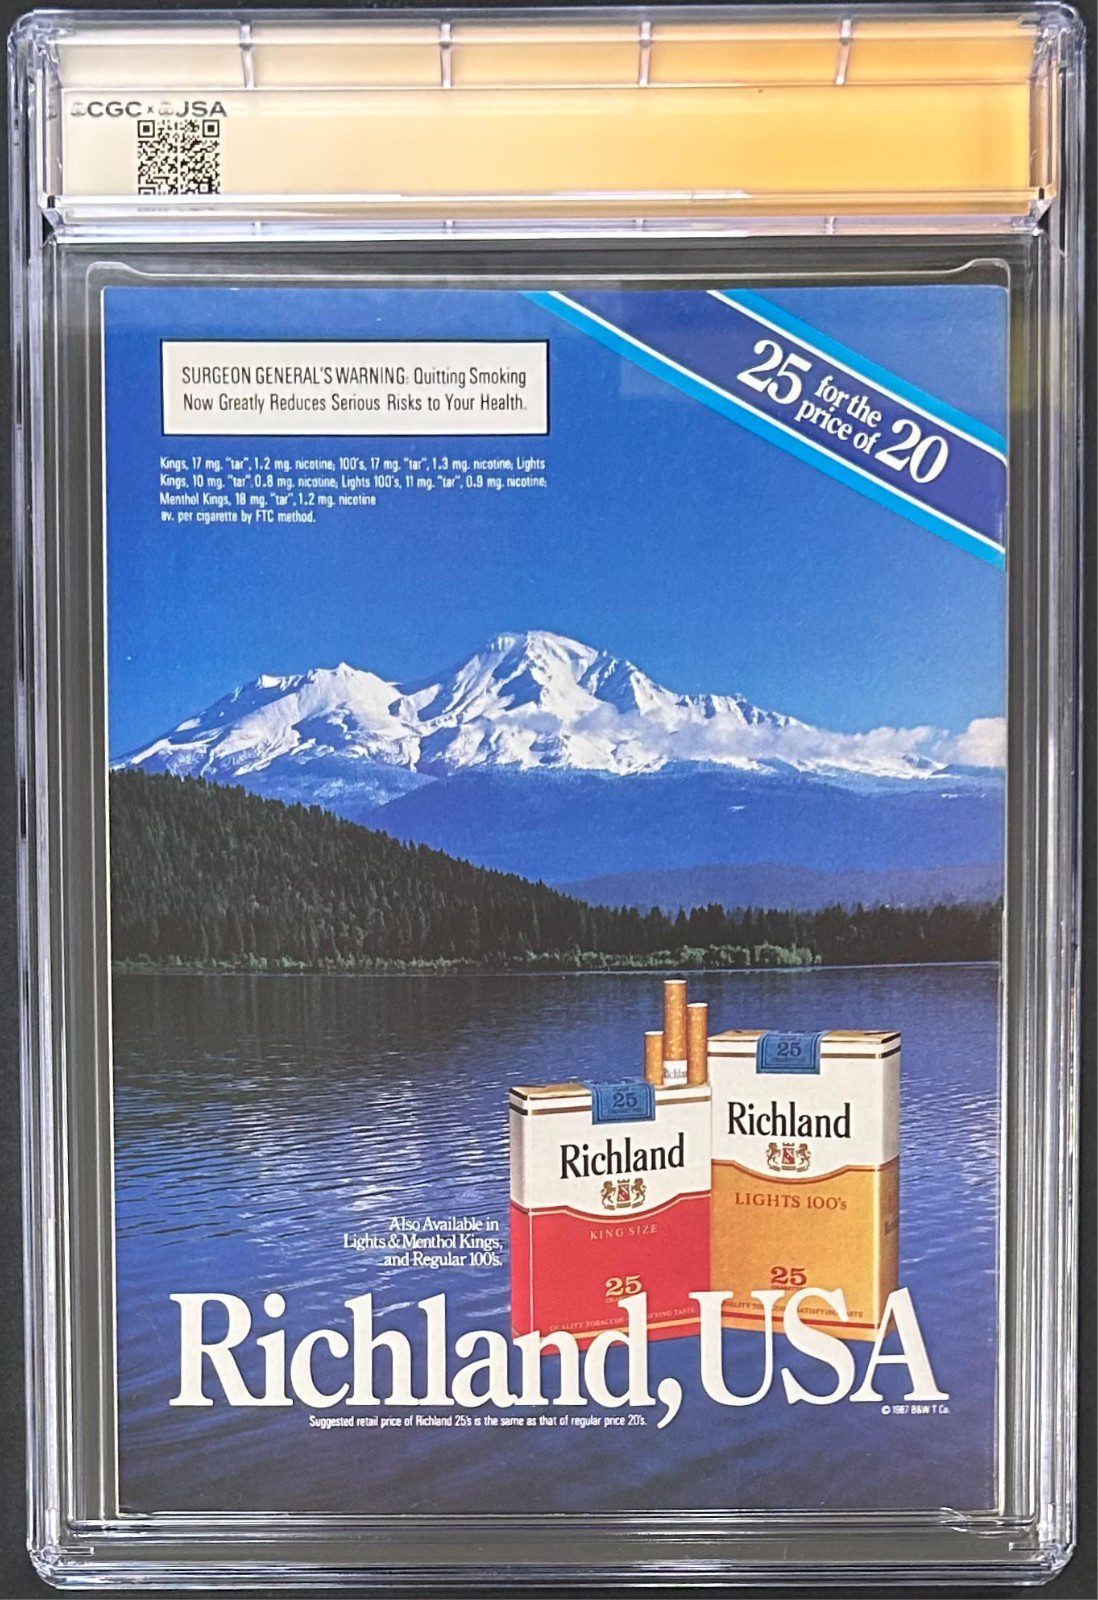 CGC × JSA
25 for the price of 20
SURGEON GENERAL'S WARNING: Quitting Smoking
Now Greatly Reduces Serious Risks to Your Health.
Kings, 17 mg. "tar", 1.2 mg. nicotine; 100's, 17 mg. "tar", 1.3 mg. nicotine; Lights
Kings, 10 mg. "tar", 0.8 mg. nicotine; Lights 100's, 11 mg. "tar", 0.9 mg. nicotine;
Menthol Kings, 18 mg. "tar", 1.2 mg. nicotine
av. per cigarette by FTC method.
25
25
Richland
Richland
LIGHTS 100's
KING SIZE
25
25
Also Available in
Lights & Menthol Kings,
and Regular 100's.
QUALITY TOBACCOS
Richland, USA
Suggested retail price of Richland 25's is the same as that of regular price 20's.
© 1987 B&W T Co.